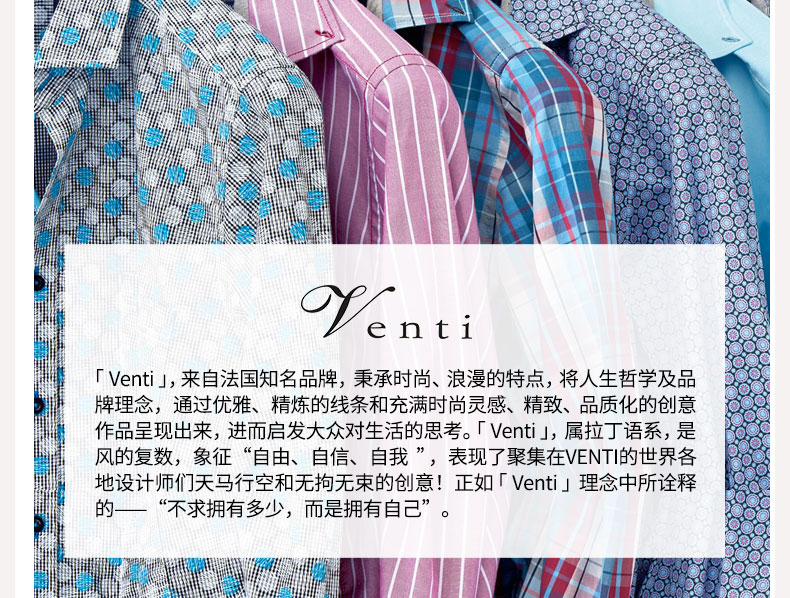 Venti
「 Venti 」，来自法国知名品牌，秉承时尚、浪漫的特点，将人生哲学及品
牌理念，通过优雅、精炼的线条和充满时尚灵感、精致、品质化的创意
作品呈现出来，进而启发大众对生活的思考。「 Venti 」，属拉丁语系，是
风的复数，象征“自由、自信、自我 ”，表现了聚集在VENTI的世界各
地设计师们天马行空和无拘无束的创意！正如「 Venti 」理念中所诠释
的——“不求拥有多少，而是拥有自己”。